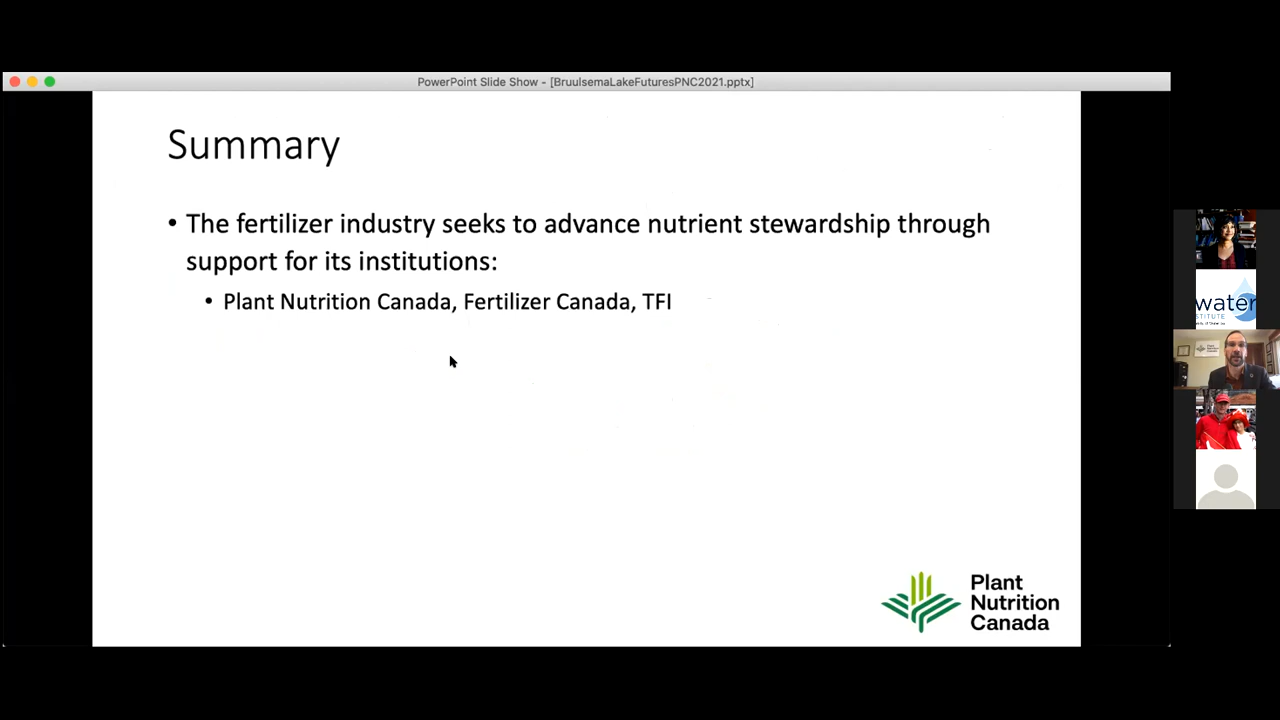 PowerPoint Slide Show - [BruulsemaLakeFuturesPNC2021.pptx]
Summary
• The fertilizer industry seeks to advance nutrient stewardship through
support for its institutions:
• Plant Nutrition Canada, Fertilizer Canada, TFI
Plant
Nutrition
Canada
water